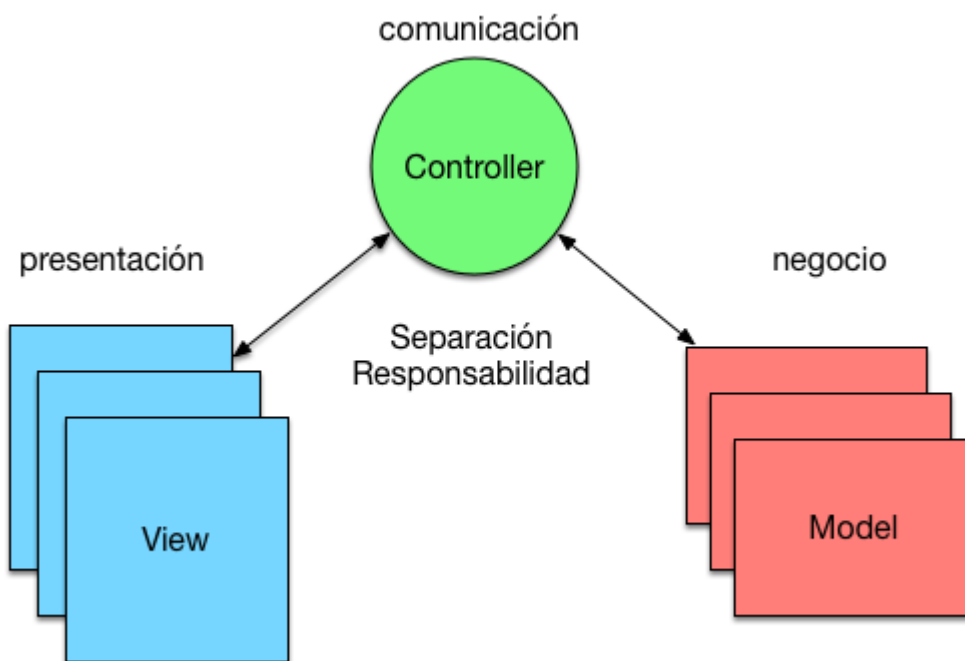 comunicación
Controller
presentación
negocio
Separación
Responsabilidad
View
Model